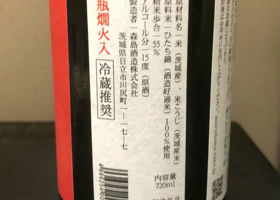 原材料名 米(茨城産)、米こうじ(茨城産米)
原料米 ひたち錦(酒造好適米)100%使用
精米歩合 55%
アルコール分 15度(原酒)
製造者 森島酒造株式会社
茨城県日立市川尻町一-一七-七
瓶燗火入
冷蔵推奨
内容量
720ml